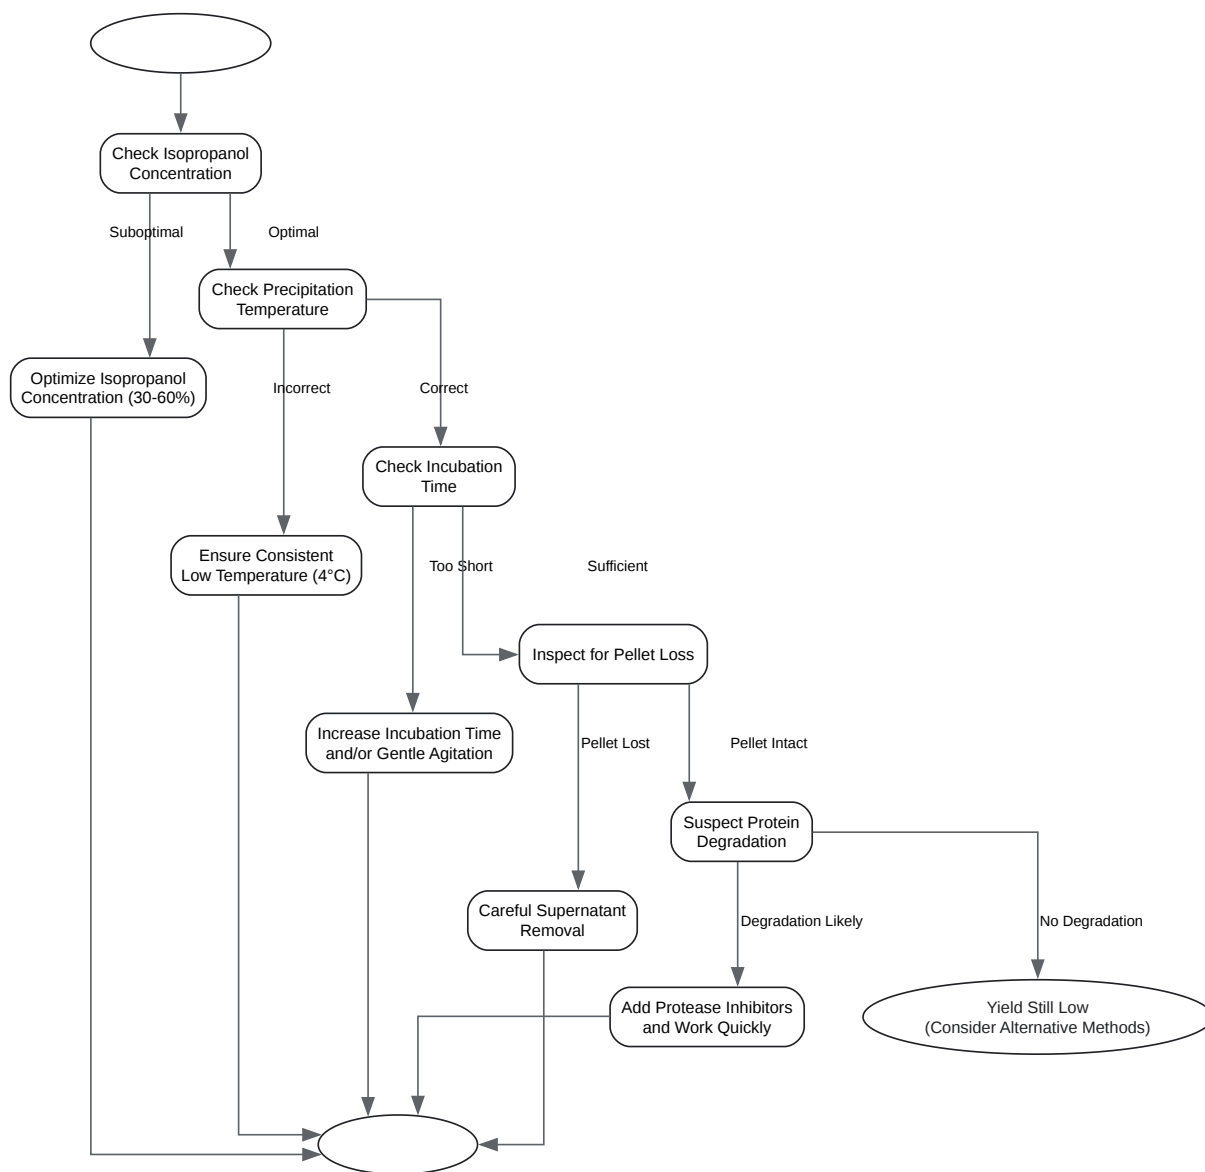 Check Isopropanol
Concentration
Suboptimal
Optimal
Check Precipitation
Temperature
Optimize Isopropanol
Concentration (30-60%)
Incorrect
Correct
Check Incubation
Time
Ensure Consistent
Low Temperature (4°C)
Too Short
Sufficient
Inspect for Pellet Loss
Increase Incubation Time
and/or Gentle Agitation
Pellet Lost
Pellet Intact
Suspect Protein
Degradation
Careful Supernatant
Removal
Degradation Likely
No Degradation
Add Protease Inhibitors
and Work Quickly
Yield Still Low
(Consider Alternative Methods)